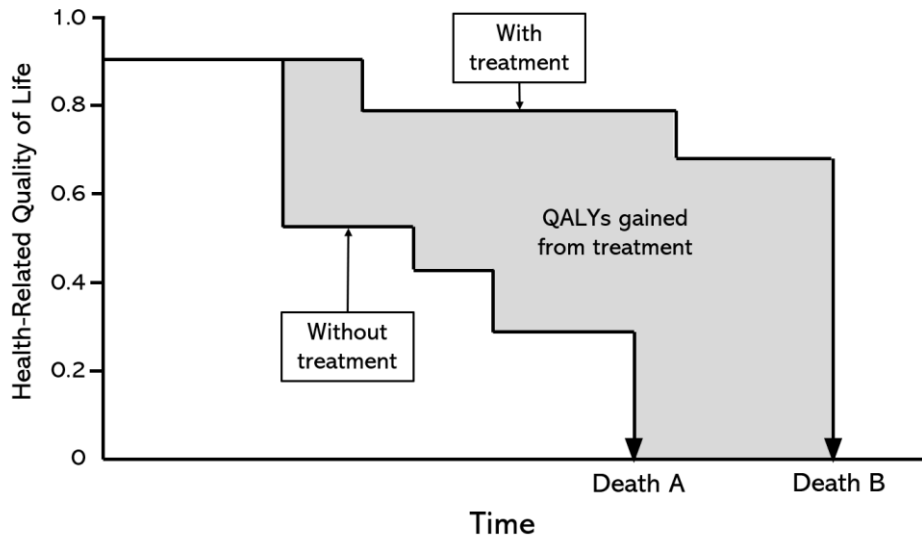 Health-Related Quality of Life
1.0
0.8
0.6
0.4
0.2
0
With
treatment
QALYs gained
from treatment
Without
treatment
Death A
Death B
Time